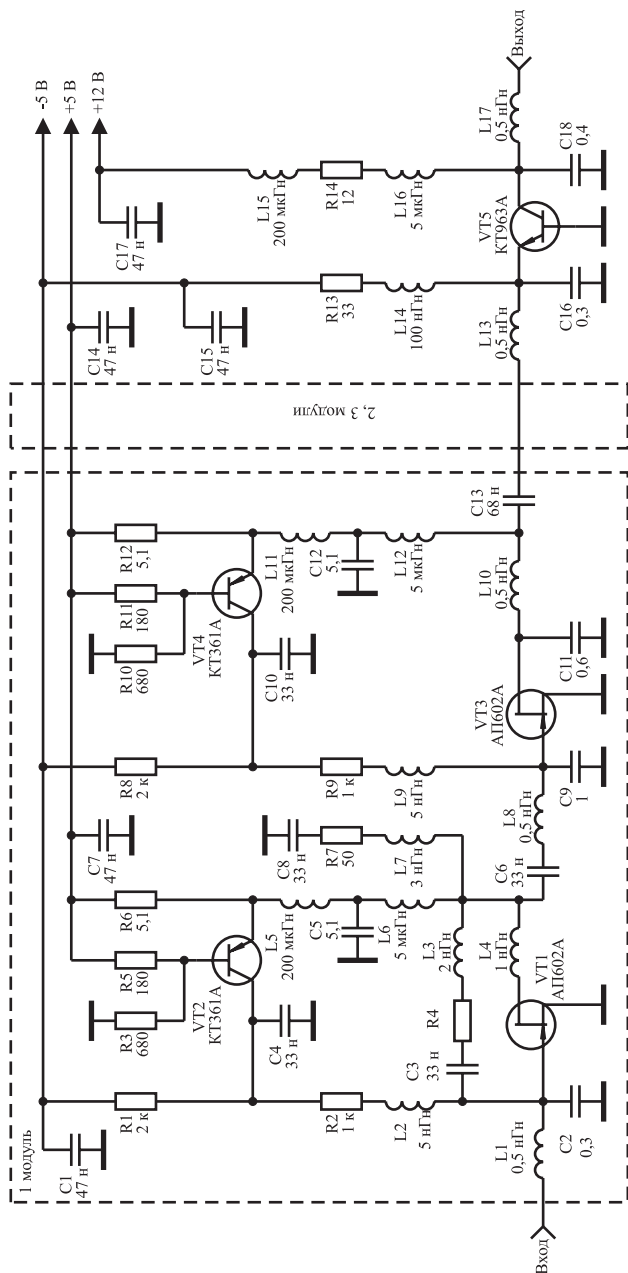 1 модуль
C1
47 н
R1
2 к
R3
680
R5
180
R6
5,1
C7
47 н
R8
2 к
R10
680
R11
180
R12
5,1
2, 3 модули
C14
47 н
C15
47 н
C17
47 н
-5 В
+5 В
+12 В
VT2
КТ361А
C4
33 н
R2
1 к
L2
5 нГн
L5
200 мкГн
C5
5,1
L6
5 мкГн
C8
33 н
R7
50
L7
3 нГн
VT4
КТ361А
C10
33 н
R9
1 к
L9
5 нГн
L11
200 мкГн
C12
5,1
L12
5 мкГн
R13
33
L14
100 нГн
L15
200 мкГн
R14
12
L16
5 мкГн
C3
33 н
R4
L3
2 нГн
L4
1 нГн
VT1
АП602А
Вход
L1
0,5 нГн
C2
0,3
C6
33 н
L8
0,5 нГн
C9
1
VT3
АП602А
C11
0,6
L10
0,5 нГн
C13
68 н
L13
0,5 нГн
C16
0,3
VT5
КТ963А
C18
0,4
L17
0,5 нГн
Выход